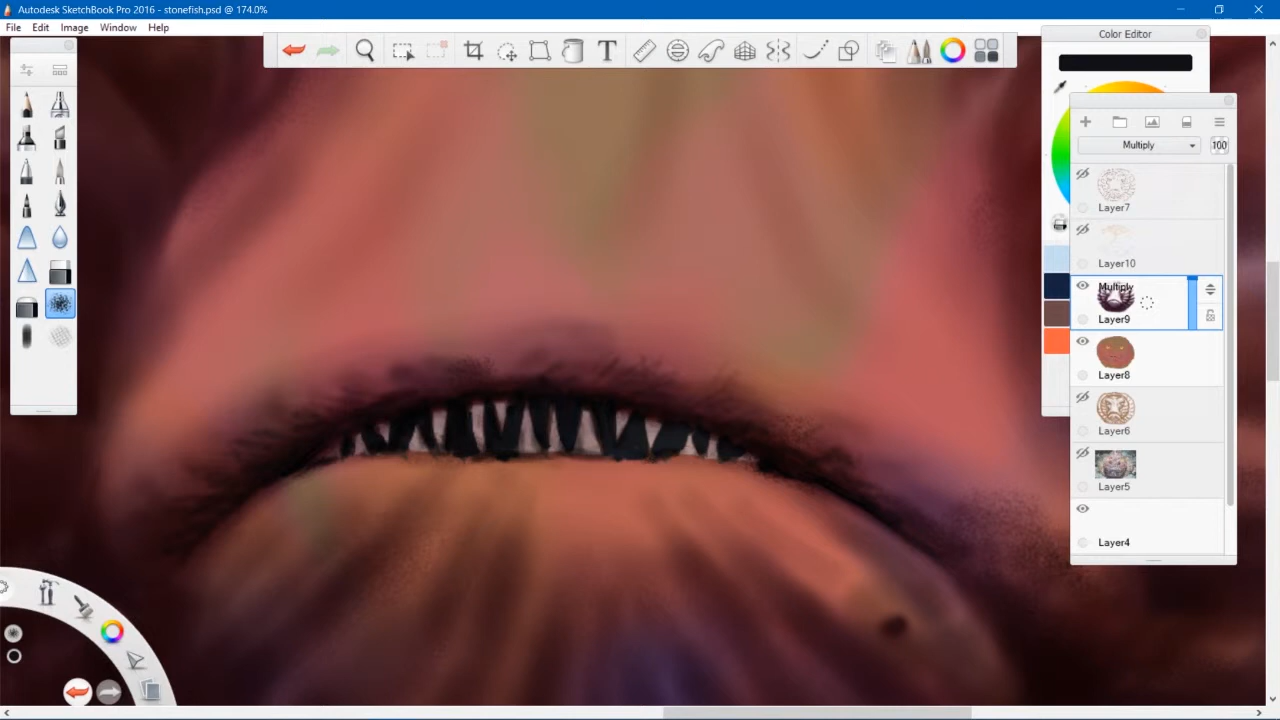 Autodesk SketchBook Pro 2016 - stonefish.psd @ 174.0%
File Edit Image Window Help
T
Color Editor
Multiply 100
Layer7
Layer10
Multiply
Layer9
Layer8
Layer6
Layer5
Layer4